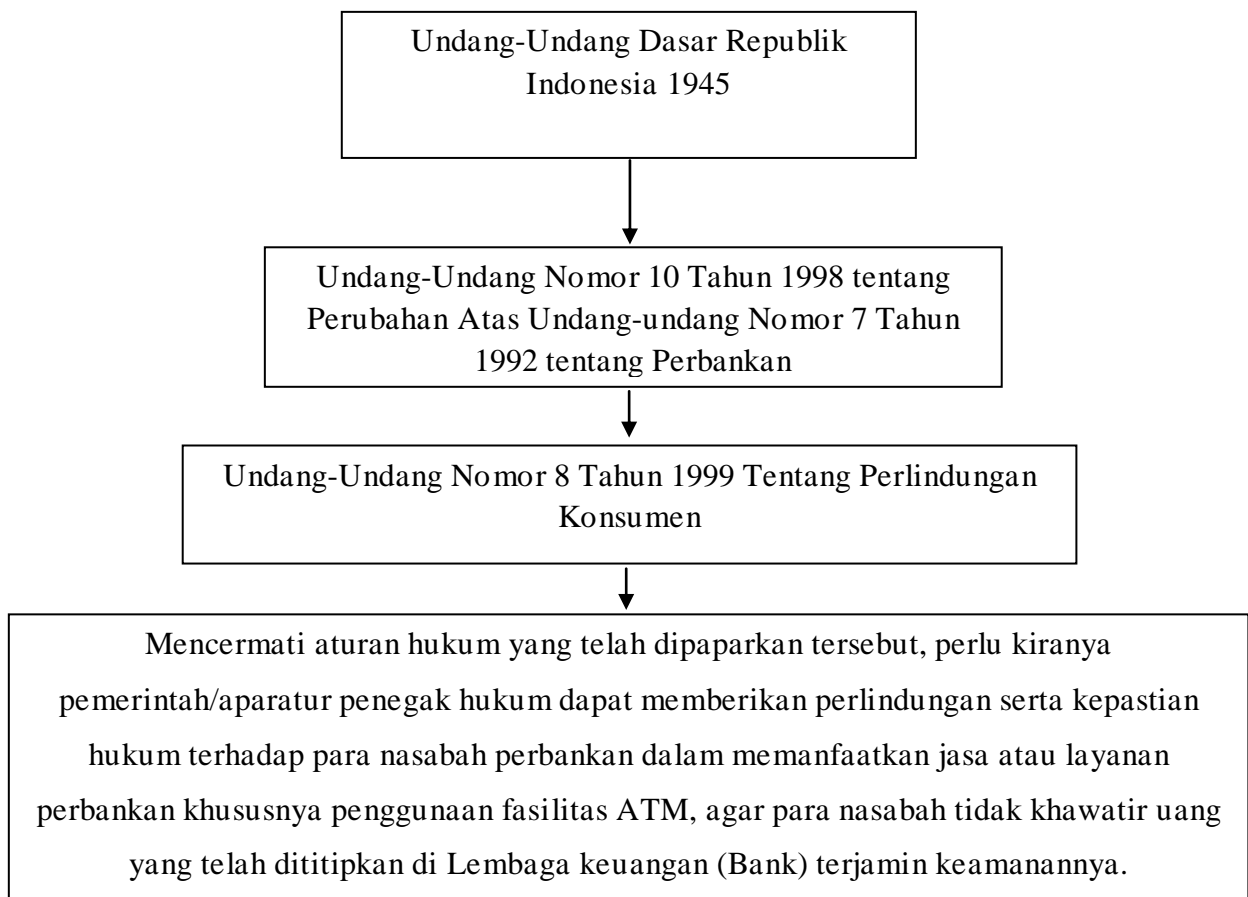 Undang-Undang Dasar Republik
Indonesia 1945
Undang-Undang Nomor 10 Tahun 1998 tentang
Perubahan Atas Undang-undang Nomor 7 Tahun
1992 tentang Perbankan
Undang-Undang Nomor 8 Tahun 1999 Tentang Perlindungan
Konsumen
Mencermati aturan hukum yang telah dipaparkan tersebut, perlu kiranya
pemerintah/aparatur penegak hukum dapat memberikan perlindungan serta kepastian
hukum terhadap para nasabah perbankan dalam memanfaatkan jasa atau layanan
perbankan khususnya penggunaan fasilitas ATM, agar para nasabah tidak khawatir uang
yang telah dititipkan di Lembaga keuangan (Bank) terjamin keamanannya.